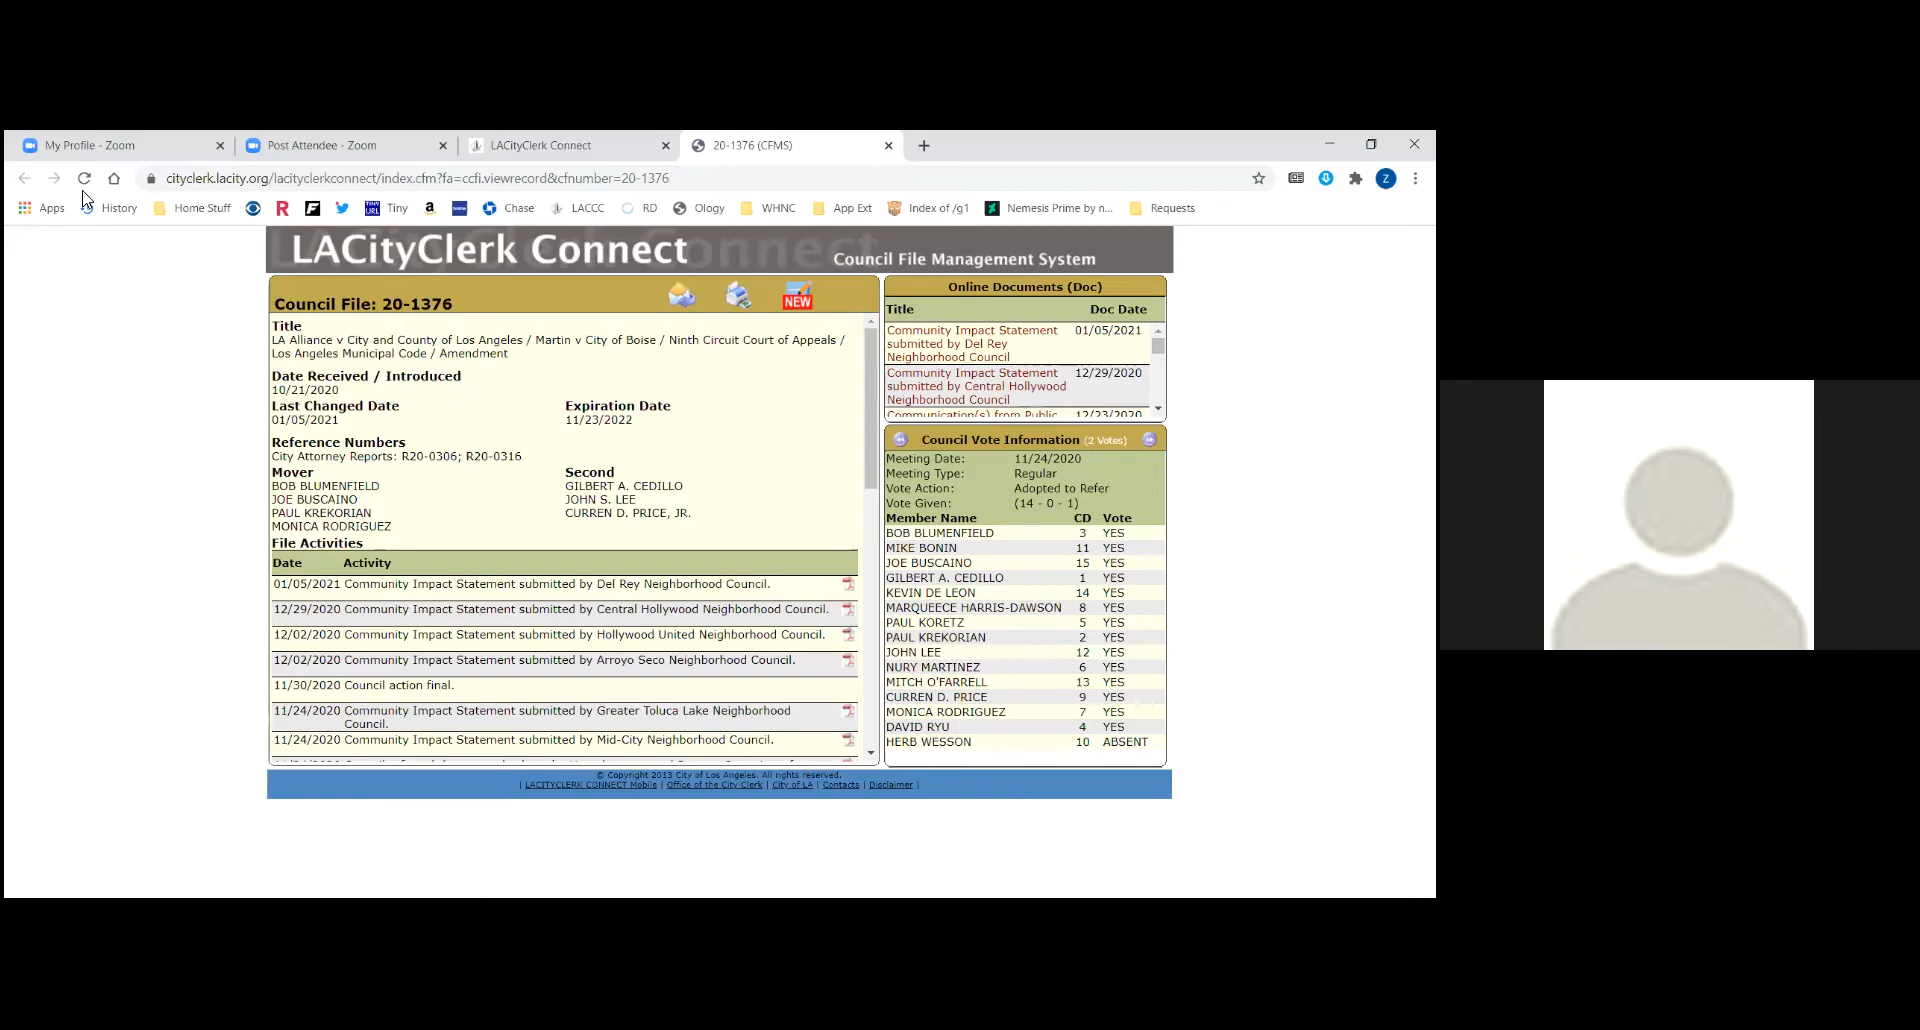 My Profile - Zoom
Post Attendee - Zoom
LACityClerk Connect
20-1376 (CFMS)
cityclerk.lacity.org/lacityclerkconnect/index.cfm?fa=ccfi.viewrecord&cfnumber=20-1376
Z
Apps
History
Home Stuff
R
TINY URL
Tiny
Chase
LACCC
RD
Ology
WHNC
App Ext
Index of /g1
Nemesis Prime by n...
Requests
LACityClerk Connect
Council File Management System
Council File: 20-1376
NEW
Title
LA Alliance v City and County of Los Angeles / Martin v City of Boise / Ninth Circuit Court of Appeals /
Los Angeles Municipal Code / Amendment
Date Received / Introduced
10/21/2020
Last Changed Date Expiration Date
01/05/2021 11/23/2022
Reference Numbers
City Attorney Reports: R20-0306; R20-0316
Mover Second
BOB BLUMENFIELD GILBERT A. CEDILLO
JOE BUSCAINO JOHN S. LEE
PAUL KREKORIAN CURREN D. PRICE, JR.
MONICA RODRIGUEZ
File Activities
Date Activity
01/05/2021 Community Impact Statement submitted by Del Rey Neighborhood Council.
12/29/2020 Community Impact Statement submitted by Central Hollywood Neighborhood Council.
12/02/2020 Community Impact Statement submitted by Hollywood United Neighborhood Council.
12/02/2020 Community Impact Statement submitted by Arroyo Seco Neighborhood Council.
11/30/2020 Council action final.
11/24/2020 Community Impact Statement submitted by Greater Toluca Lake Neighborhood
Council.
11/24/2020 Community Impact Statement submitted by Mid-City Neighborhood Council.
Online Documents (Doc)
Title Doc Date
Community Impact Statement 01/05/2021
submitted by Del Rey
Neighborhood Council
Community Impact Statement 12/29/2020
submitted by Central Hollywood
Neighborhood Council
Communication(s) from Public 12/23/2020
Council Vote Information (2 Votes)
Meeting Date: 11/24/2020
Meeting Type: Regular
Vote Action: Adopted to Refer
Vote Given: (14 - 0 - 1)
Member Name CD Vote
BOB BLUMENFIELD 3 YES
MIKE BONIN 11 YES
JOE BUSCAINO 15 YES
GILBERT A. CEDILLO 1 YES
KEVIN DE LEON 14 YES
MARQUEECE HARRIS-DAWSON 8 YES
PAUL KORETZ 5 YES
PAUL KREKORIAN 2 YES
JOHN LEE 12 YES
NURY MARTINEZ 6 YES
MITCH O'FARRELL 13 YES
CURREN D. PRICE 9 YES
MONICA RODRIGUEZ 7 YES
DAVID RYU 4 YES
HERB WESSON 10 ABSENT
© Copyright 2013 City of Los Angeles. All rights reserved.
| LACITYCLERK CONNECT Mobile | Office of the City Clerk | City of LA | Contacts | Disclaimer |